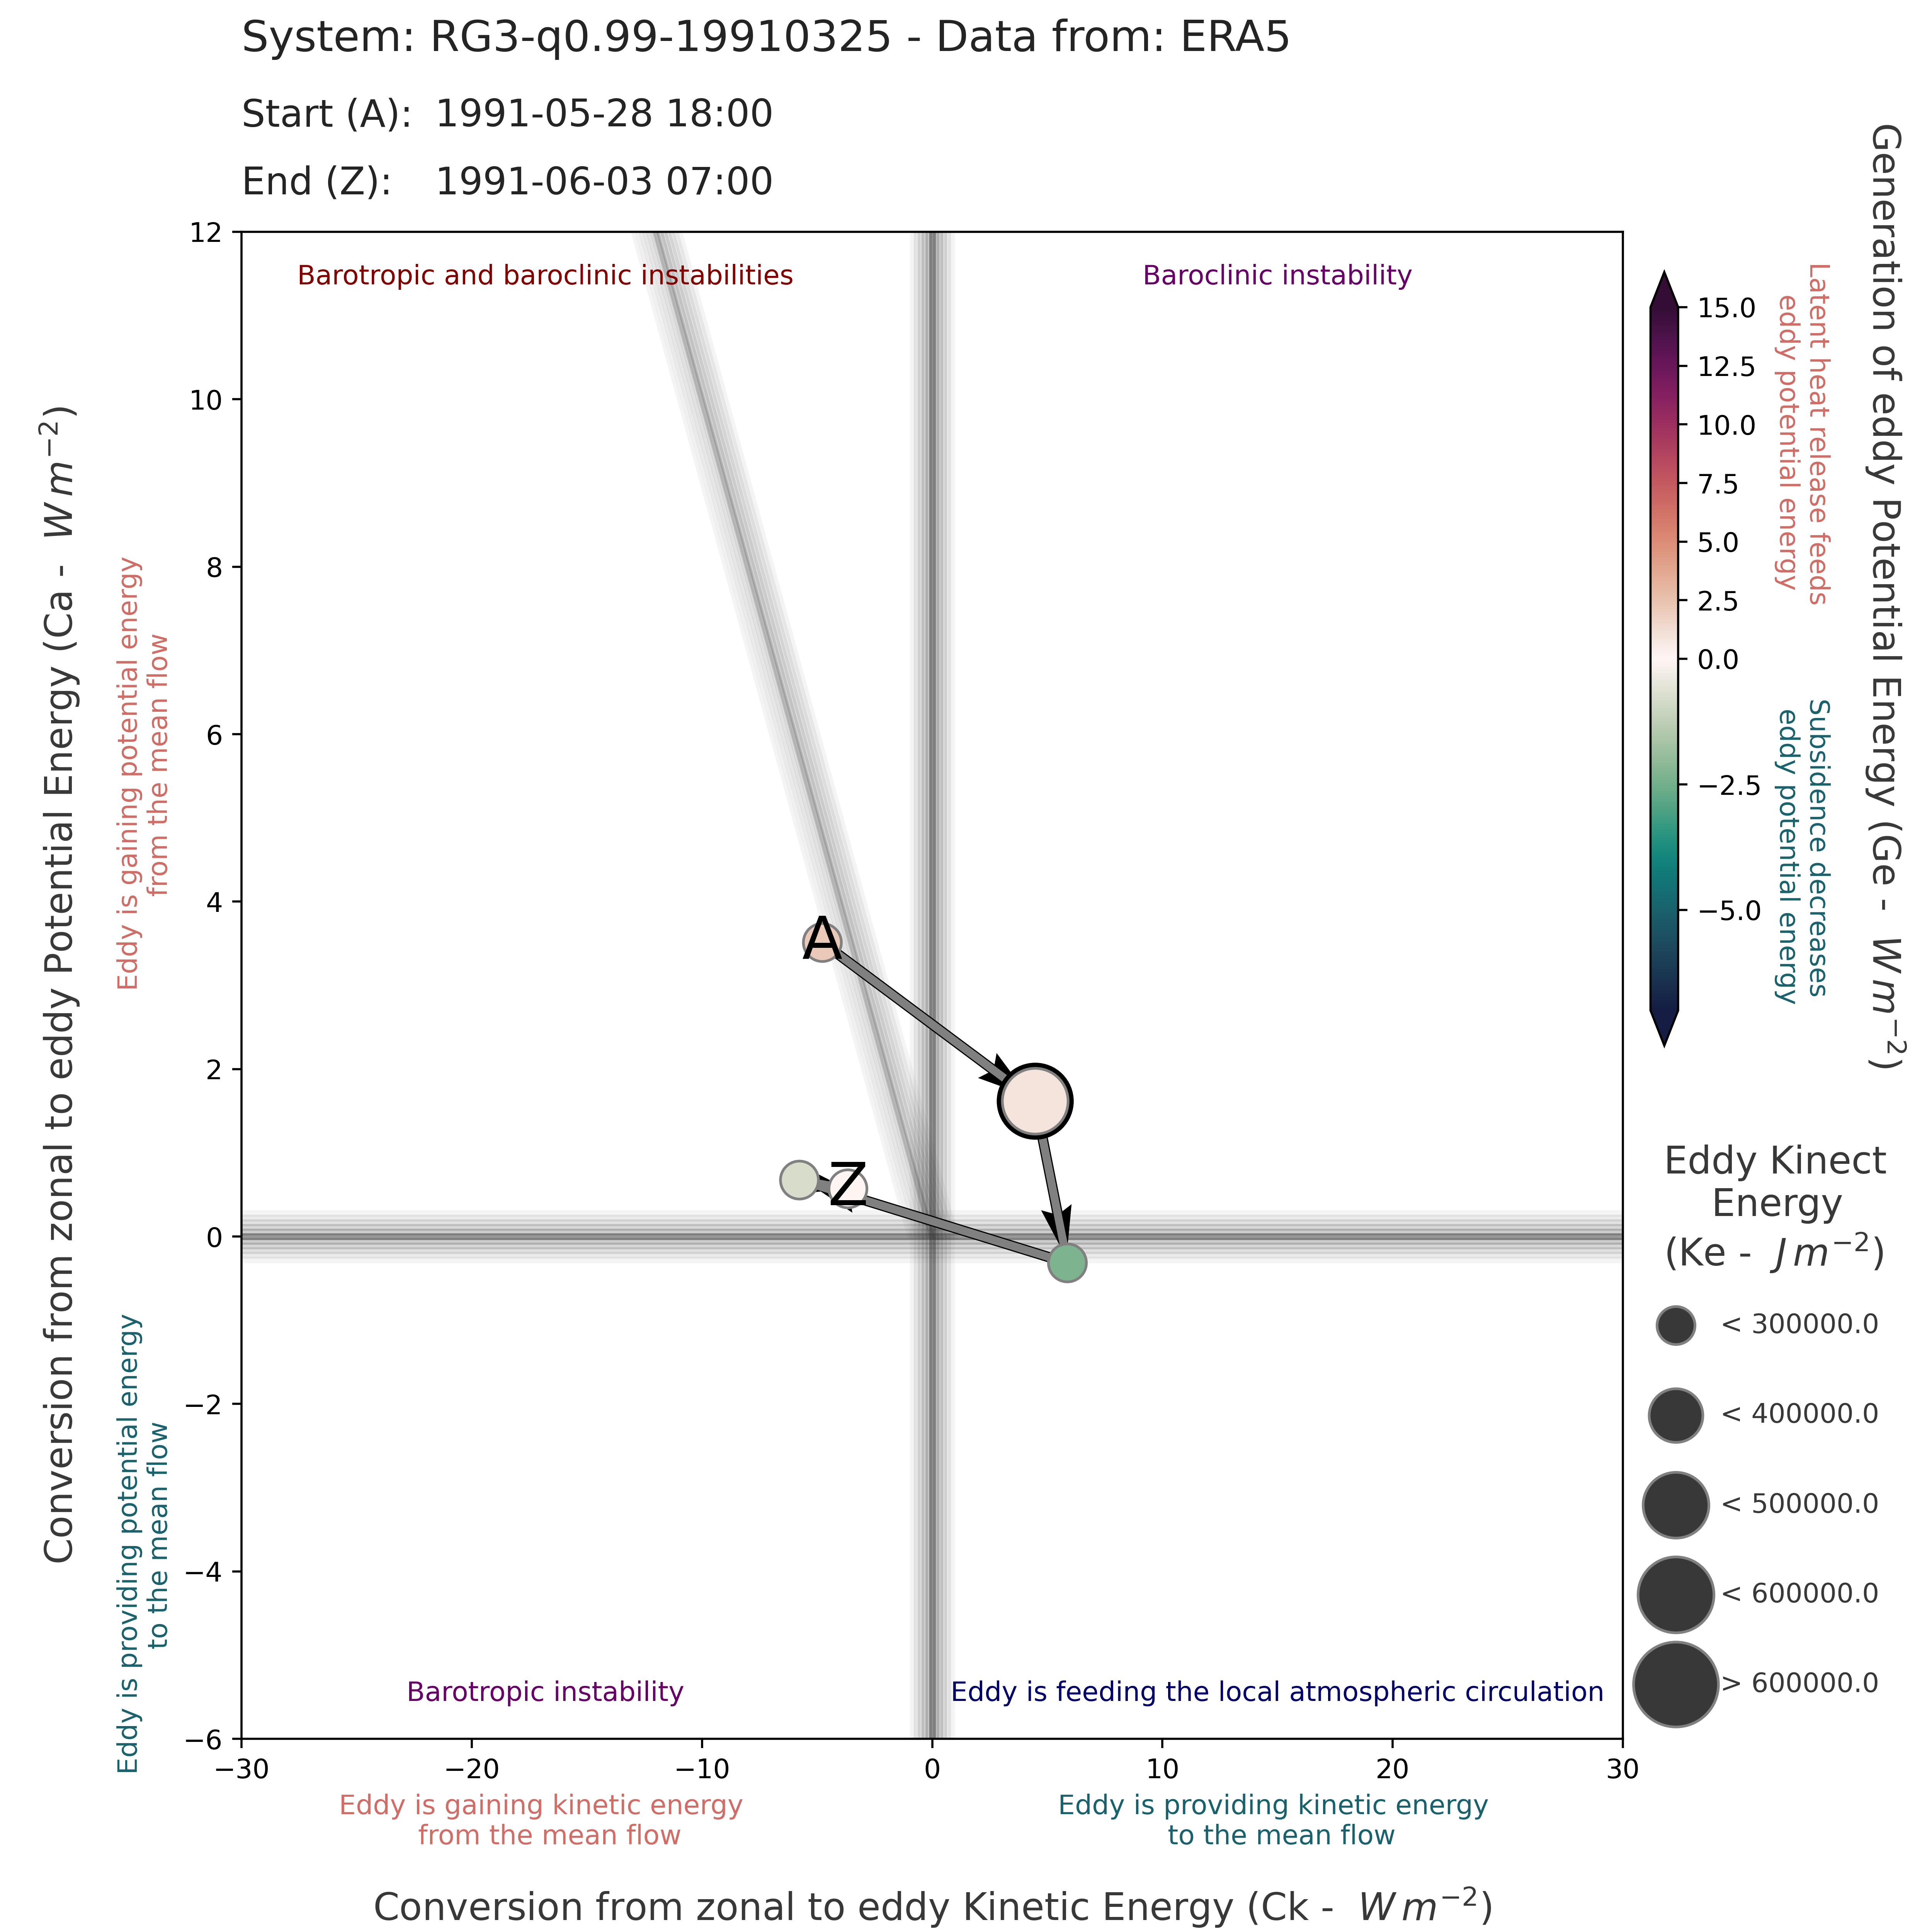 System: RG3-q0.99-19910325 - Data from: ERA5
Start (A): 1991-05-28 18:00
End (Z): 1991-06-03 07:00
Barotropic and baroclinic instabilities
Baroclinic instability
Barotropic instability
Eddy is feeding the local atmospheric circulation
A
Z
12
10
8
6
4
2
0
−2
−4
−6
−30
−20
−10
0
10
20
30
Conversion from zonal to eddy Potential Energy (Ca - W m⁻²)
Eddy is gaining potential energy
from the mean flow
Eddy is providing potential energy
to the mean flow
Eddy is gaining kinetic energy
from the mean flow
Eddy is providing kinetic energy
to the mean flow
Conversion from zonal to eddy Kinetic Energy (Ck - W m⁻²)
15.0
12.5
10.0
7.5
5.0
2.5
0.0
−2.5
−5.0
Latent heat release feeds
eddy potential energy
Subsidence decreases
eddy potential energy
Generation of eddy Potential Energy (Ge - W m⁻²)
Eddy Kinect
Energy
(Ke - J m⁻²)
< 300000.0
< 400000.0
< 500000.0
< 600000.0
> 600000.0